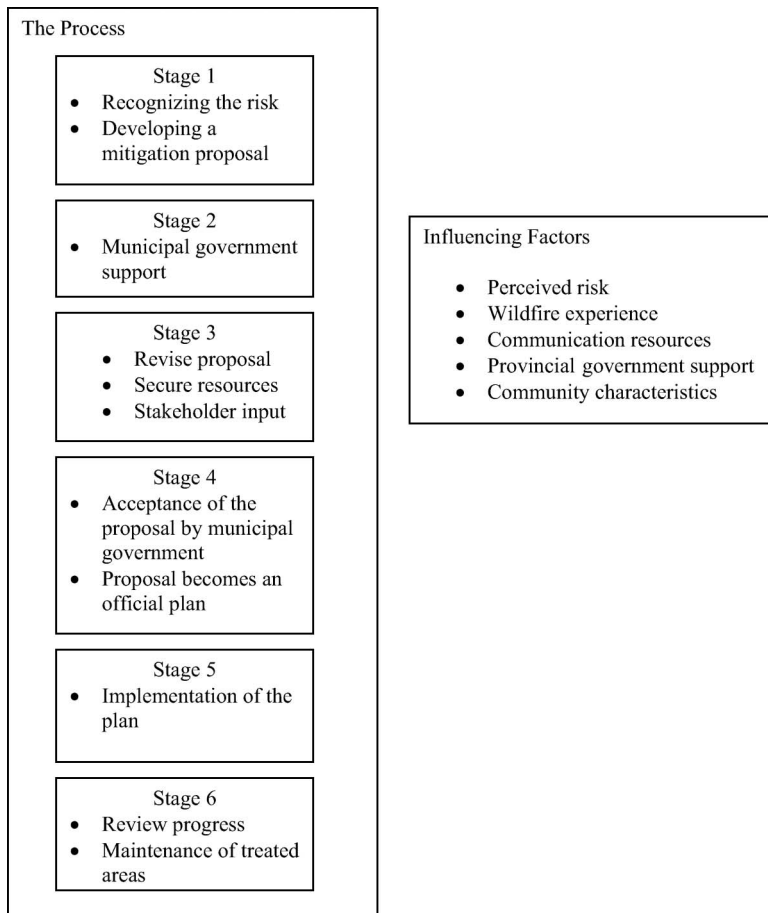 The Process
Stage 1
• Recognizing the risk
• Developing a
mitigation proposal
Stage 2
• Municipal government
support
Stage 3
• Revise proposal
• Secure resources
• Stakeholder input
Stage 4
• Acceptance of the
proposal by municipal
government
• Proposal becomes an
official plan
Stage 5
• Implementation of the
plan
Stage 6
• Review progress
• Maintenance of treated
areas
Influencing Factors
• Perceived risk
• Wildfire experience
• Communication resources
• Provincial government support
• Community characteristics